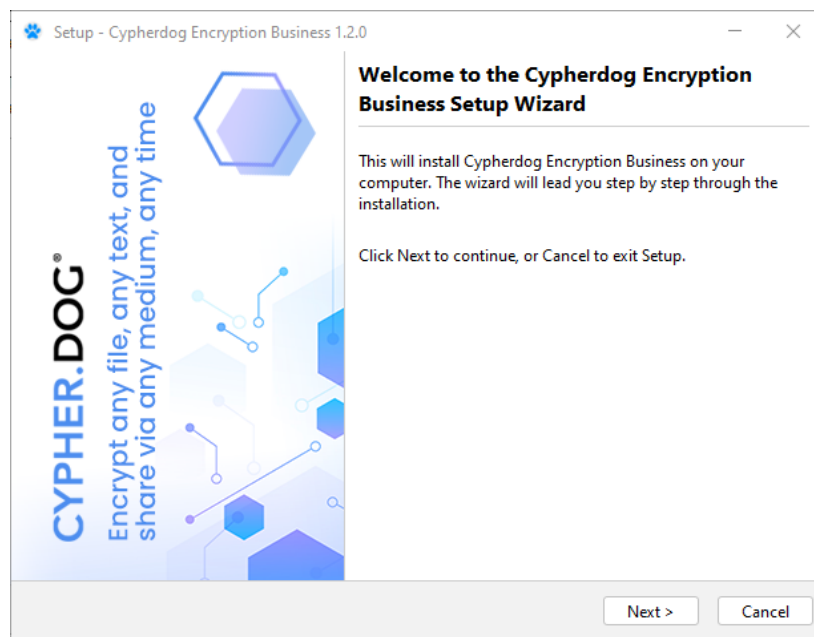 Setup - Cypherdog Encryption Business 1.2.0
CYPHER.DOG®
Encrypt any file, any text, and
share via any medium, any time
Welcome to the Cypherdog Encryption
Business Setup Wizard
This will install Cypherdog Encryption Business on your
computer. The wizard will lead you step by step through the
installation.
Click Next to continue, or Cancel to exit Setup.
Next >
Cancel